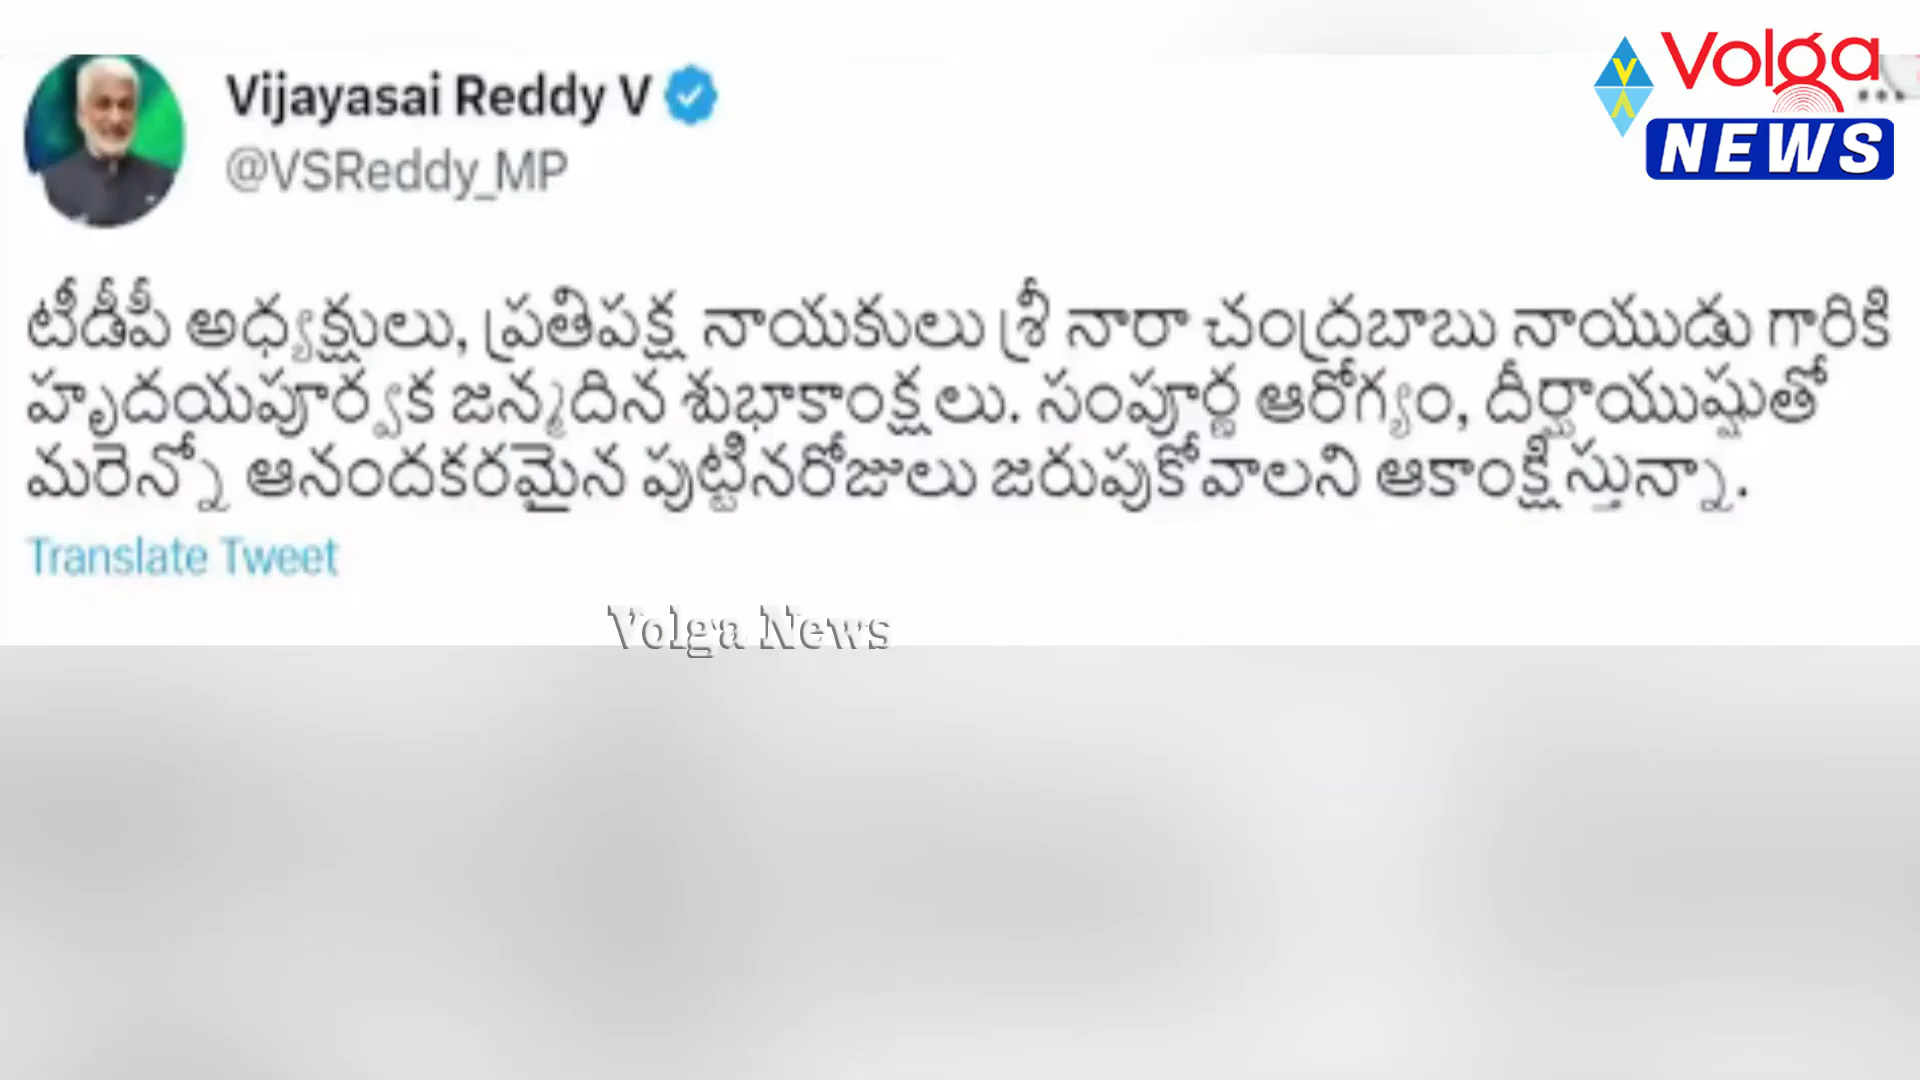 Vijayasai Reddy V
@VSReddy_MP
Volga
NEWS
టీడీపీ అధ్యక్షులు, ప్రతిపక్ష నాయకులు శ్రీ నారా చంద్రబాబు నాయుడు గారికి
హృదయపూర్వక జన్మదిన శుభాకాంక్షలు. సంపూర్ణ ఆరోగ్యం, దీర్ఘాయుష్షుతో
మరెన్నో ఆనందకరమైన పుట్టినరోజులు జరుపుకోవాలని ఆకాంక్షిస్తున్నా.
Translate Tweet
Volga News